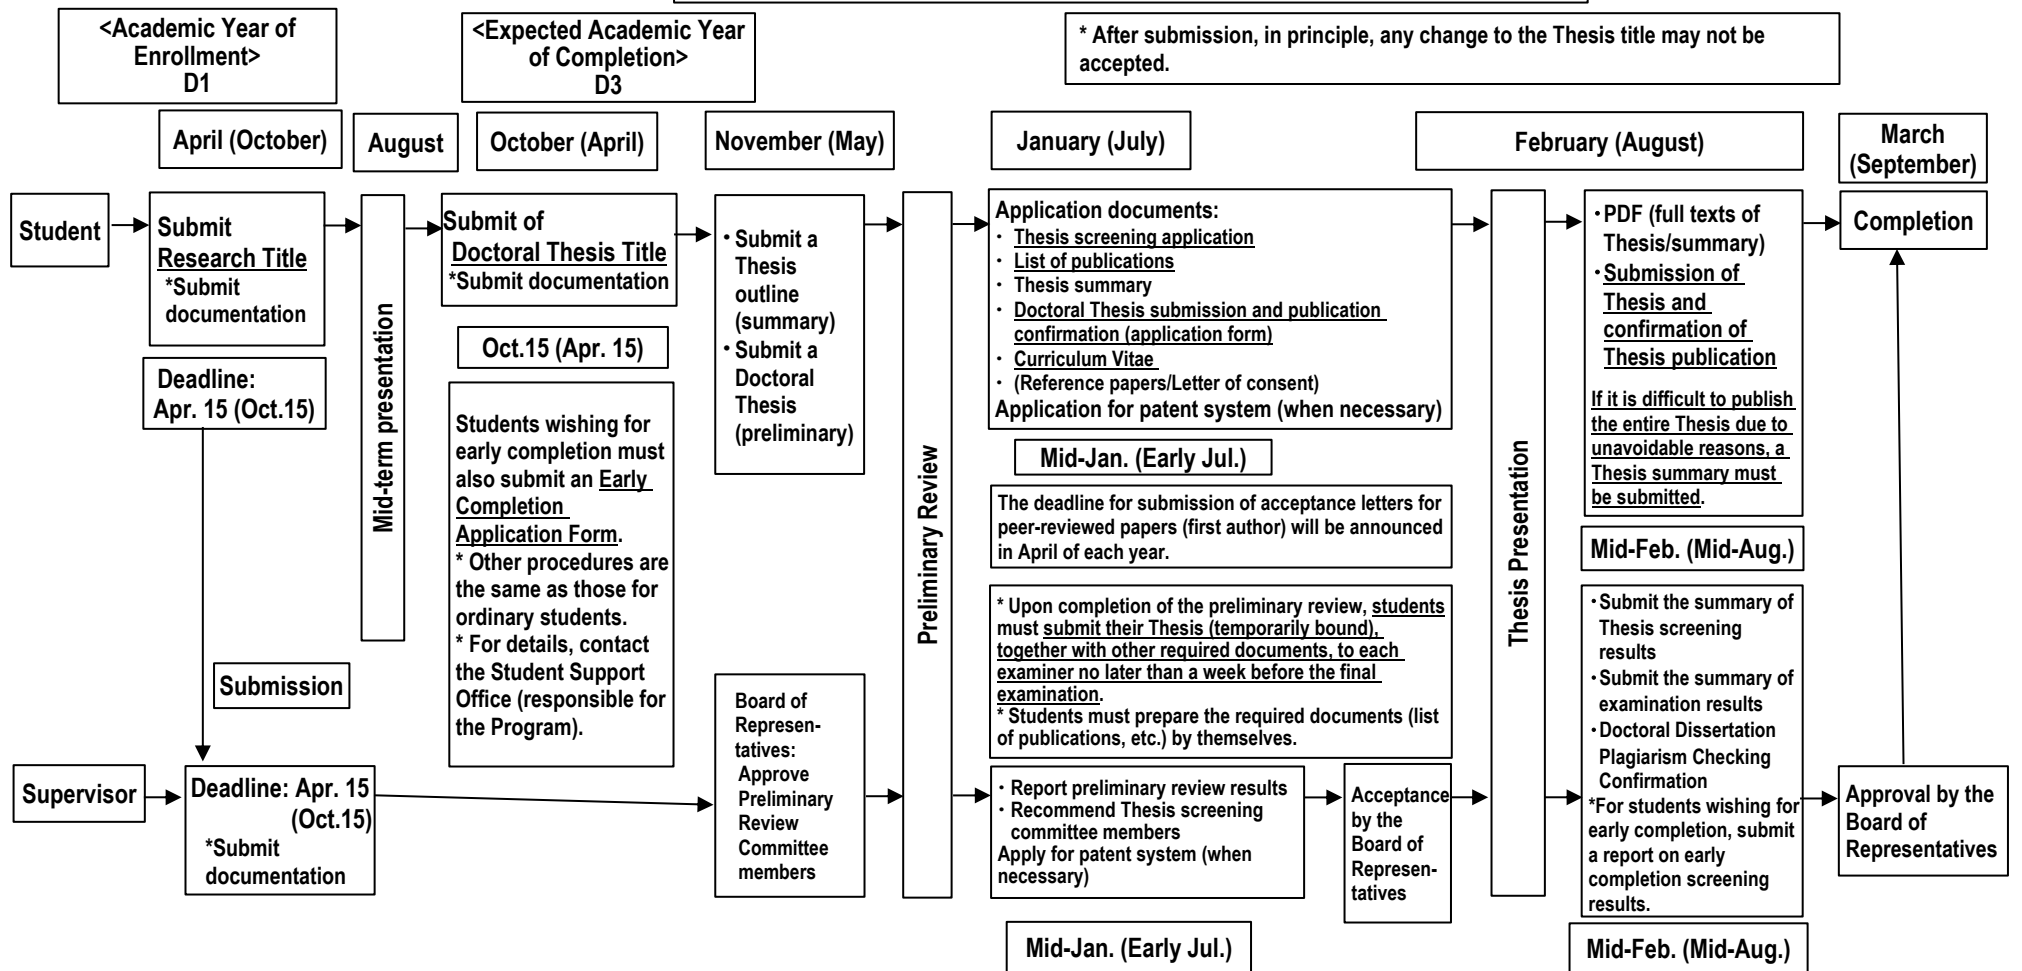 <Academic Year of
Enrollment>
D1
<Expected Academic Year
of Completion>
D3
* After submission, in principle, any change to the Thesis title may not be
accepted.
April (October)
August
October (April)
November (May)
January (July)
February (August)
March
(September)
Student
Submit
Research Title
*Submit
documentation
Deadline:
Apr. 15 (Oct.15)
Submission
Mid-term presentation
Submit of
Doctoral Thesis Title
*Submit documentation
Oct.15 (Apr. 15)
Students wishing for
early completion must
also submit an Early
Completion
Application Form.
* Other procedures are
the same as those for
ordinary students.
* For details, contact
the Student Support
Office (responsible for
the Program).
・Submit a
Thesis
outline
(summary)
・Submit a
Doctoral
Thesis
(preliminary)
Preliminary Review
Application documents:
・ Thesis screening application
・ List of publications
・ Thesis summary
・ Doctoral Thesis submission and publication
confirmation (application form)
・ Curriculum Vitae
・ (Reference papers/Letter of consent)
Application for patent system (when necessary)
Mid-Jan. (Early Jul.)
The deadline for submission of acceptance letters for
peer-reviewed papers (first author) will be announced
in April of each year.
* Upon completion of the preliminary review, students
must submit their Thesis (temporarily bound),
together with other required documents, to each
examiner no later than a week before the final
examination.
* Students must prepare the required documents (list
of publications, etc.) by themselves.
Thesis Presentation
・PDF (full texts of
Thesis/summary)
・Submission of
Thesis and
confirmation of
Thesis publication
If it is difficult to publish
the entire Thesis due to
unavoidable reasons, a
Thesis summary must
be submitted.
Mid-Feb. (Mid-Aug.)
Completion
Supervisor
Deadline: Apr. 15
(Oct.15)
*Submit
documentation
Board of
Represen-
tatives:
Approve
Preliminary
Review
Committee
members
・ Report preliminary review results
・ Recommend Thesis screening
committee members
Apply for patent system (when
necessary)
Mid-Jan. (Early Jul.)
Acceptance
by the
Board of
Represen-
tatives
・Submit the summary of
Thesis screening
results
・Submit the summary of
examination results
・Doctoral Dissertation
Plagiarism Checking
Confirmation
*For students wishing for
early completion, submit
a report on early
completion screening
results.
Mid-Feb. (Mid-Aug.)
Approval by the
Board of
Representatives